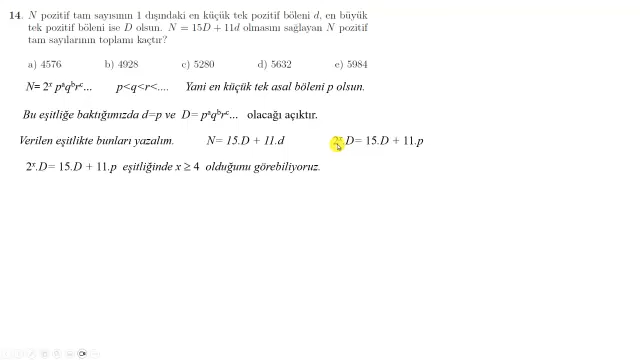 14. N pozitif tam sayısının 1 dışındaki en küçük tek pozitif böleni d, en büyük
tek pozitif böleni ise D olsun. N = 15D + 11d olmasını sağlayan N pozitif
tam sayılarının toplamı kaçtır?
a) 4576 b) 4928 c) 5280 d) 5632 e) 5984
N= 2ˣ pᵃqᵇrᶜ... p<q<r<.... Yani en küçük tek asal böleni p olsun.
Bu eşitliğe baktığımızda d=p ve D= pᵃqᵇrᶜ... olacağı açıktır.
Verilen eşitlikte bunları yazalım. N= 15.D + 11.d 2ˣ.D= 15.D + 11.p
2ˣ.D= 15.D + 11.p eşitliğinde x ≥ 4 olduğunu görebiliyoruz.